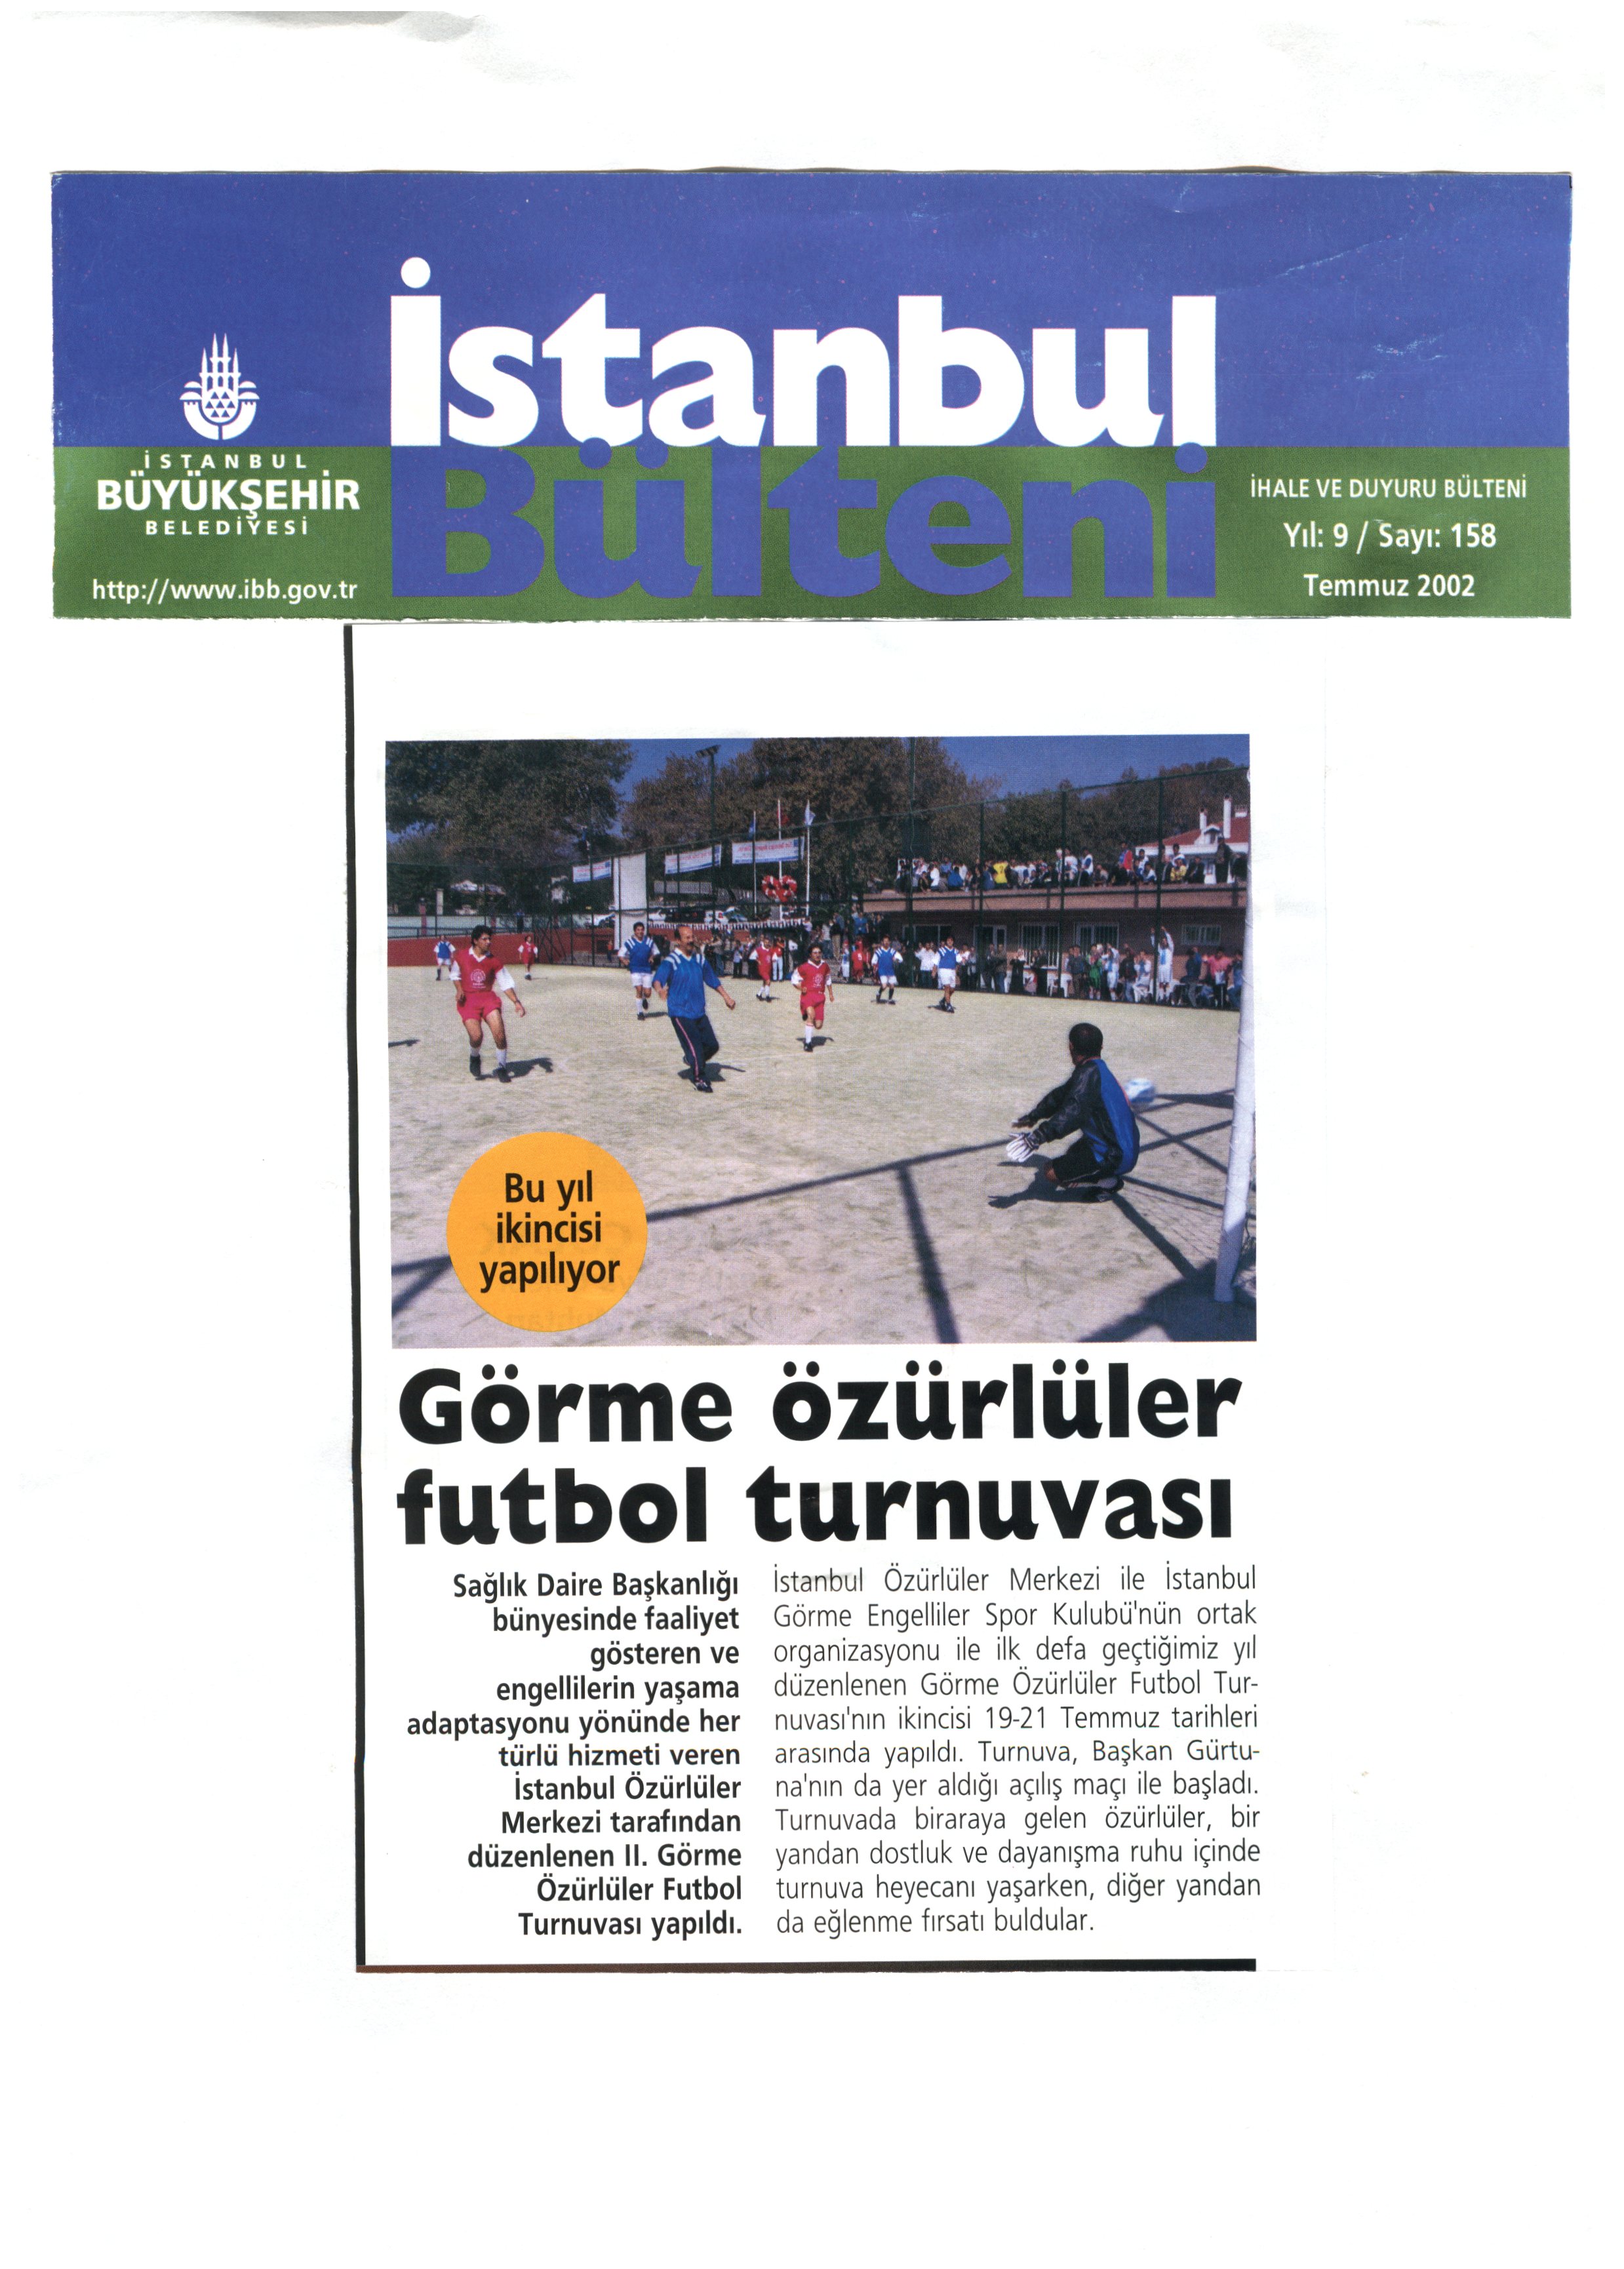 İstanbul
Bülteni
İSTANBUL
BÜYÜKŞEHİR
BELEDİYESİ
http://www.ibb.gov.tr
İHALE VE DUYURU BÜLTENİ
Yıl: 9 / Sayı: 158
Temmuz 2002
Bu yıl
ikincisi
yapılıyor
Görme özürlüler
futbol turnuvası
Sağlık Daire Başkanlığı
bünyesinde faaliyet
gösteren ve
engellilerin yaşama
adaptasyonu yönünde her
türlü hizmeti veren
İstanbul Özürlüler
Merkezi tarafından
düzenlenen II. Görme
Özürlüler Futbol
Turnuvası yapıldı.
İstanbul Özürlüler Merkezi ile İstanbul
Görme Engelliler Spor Kulubü'nün ortak
organizasyonu ile ilk defa geçtiğimiz yıl
düzenlenen Görme Özürlüler Futbol Tur-
nuvası'nın ikincisi 19-21 Temmuz tarihleri
arasında yapıldı. Turnuva, Başkan Gürtu-
na'nın da yer aldığı açılış maçı ile başladı.
Turnuvada biraraya gelen özürlüler, bir
yandan dostluk ve dayanışma ruhu içinde
turnuva heyecanı yaşarken, diğer yandan
da eğlenme fırsatı buldular.